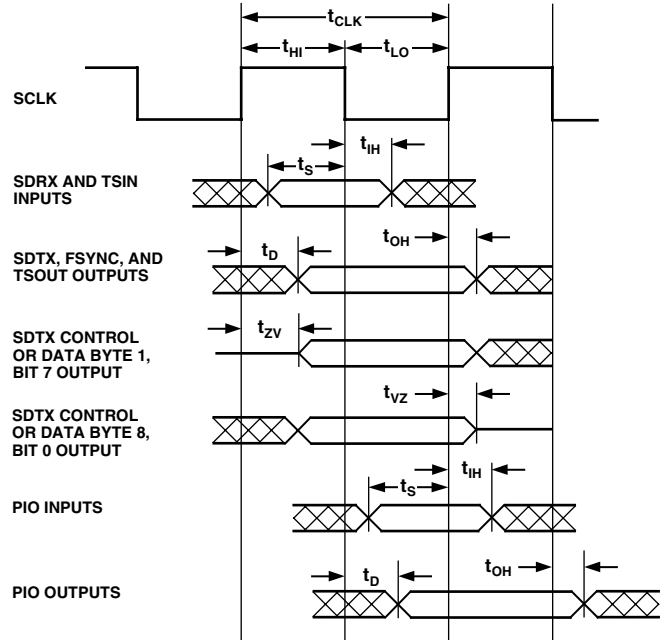 tCLK
tHI tLO
SCLK
tIH
tS
SDRX AND TSIN
INPUTS
tOH
tD
SDTX, FSYNC, AND
TSOUT OUTPUTS
tZV
SDTX CONTROL
OR DATA BYTE 1,
BIT 7 OUTPUT
tVZ
SDTX CONTROL
OR DATA BYTE 8,
BIT 0 OUTPUT
tIH
tS
PIO INPUTS
tOH
tD
PIO OUTPUTS